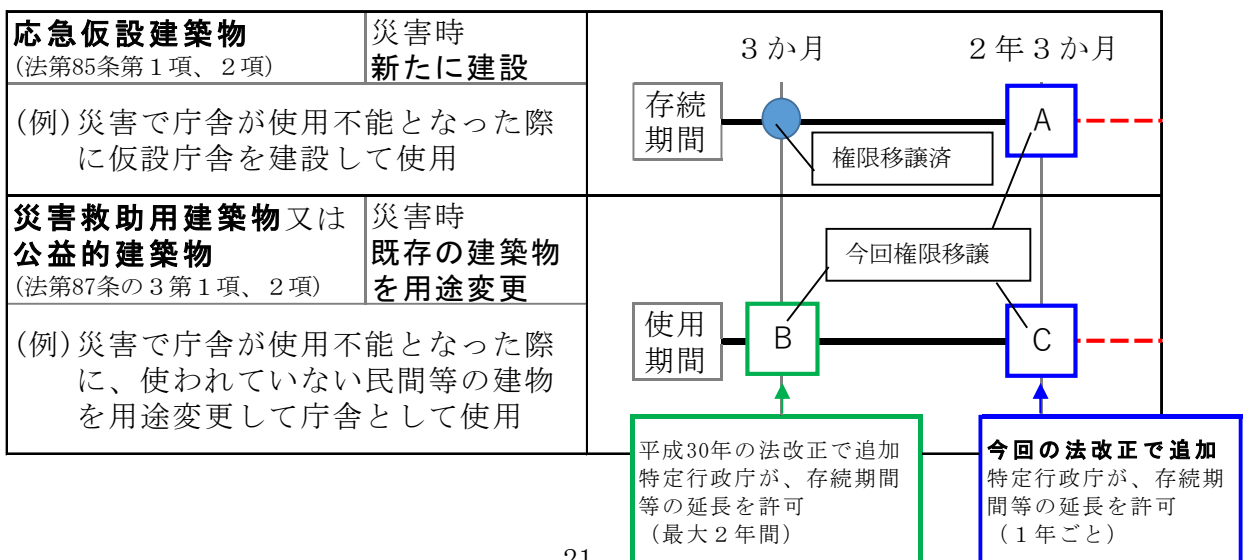 応急仮設建築物
(法第85条第１項、２項)
災害時
新たに建設
(例)災害で庁舎が使用不能となった際
に仮設庁舎を建設して使用
３か月
２年３か月
存続
期間
A
権限移譲済
災害救助用建築物又は
公益的建築物
(法第87条の３第１項、２項)
災害時
既存の建築物
を用途変更
(例)災害で庁舎が使用不能となった際
に、使われていない民間等の建物
を用途変更して庁舎として使用
今回権限移譲
使用
期間
B
C
平成30年の法改正で追加
特定行政庁が、存続期間
等の延長を許可
（最大２年間）
今回の法改正で追加
特定行政庁が、存続期
間等の延長を許可
（１年ごと）
21